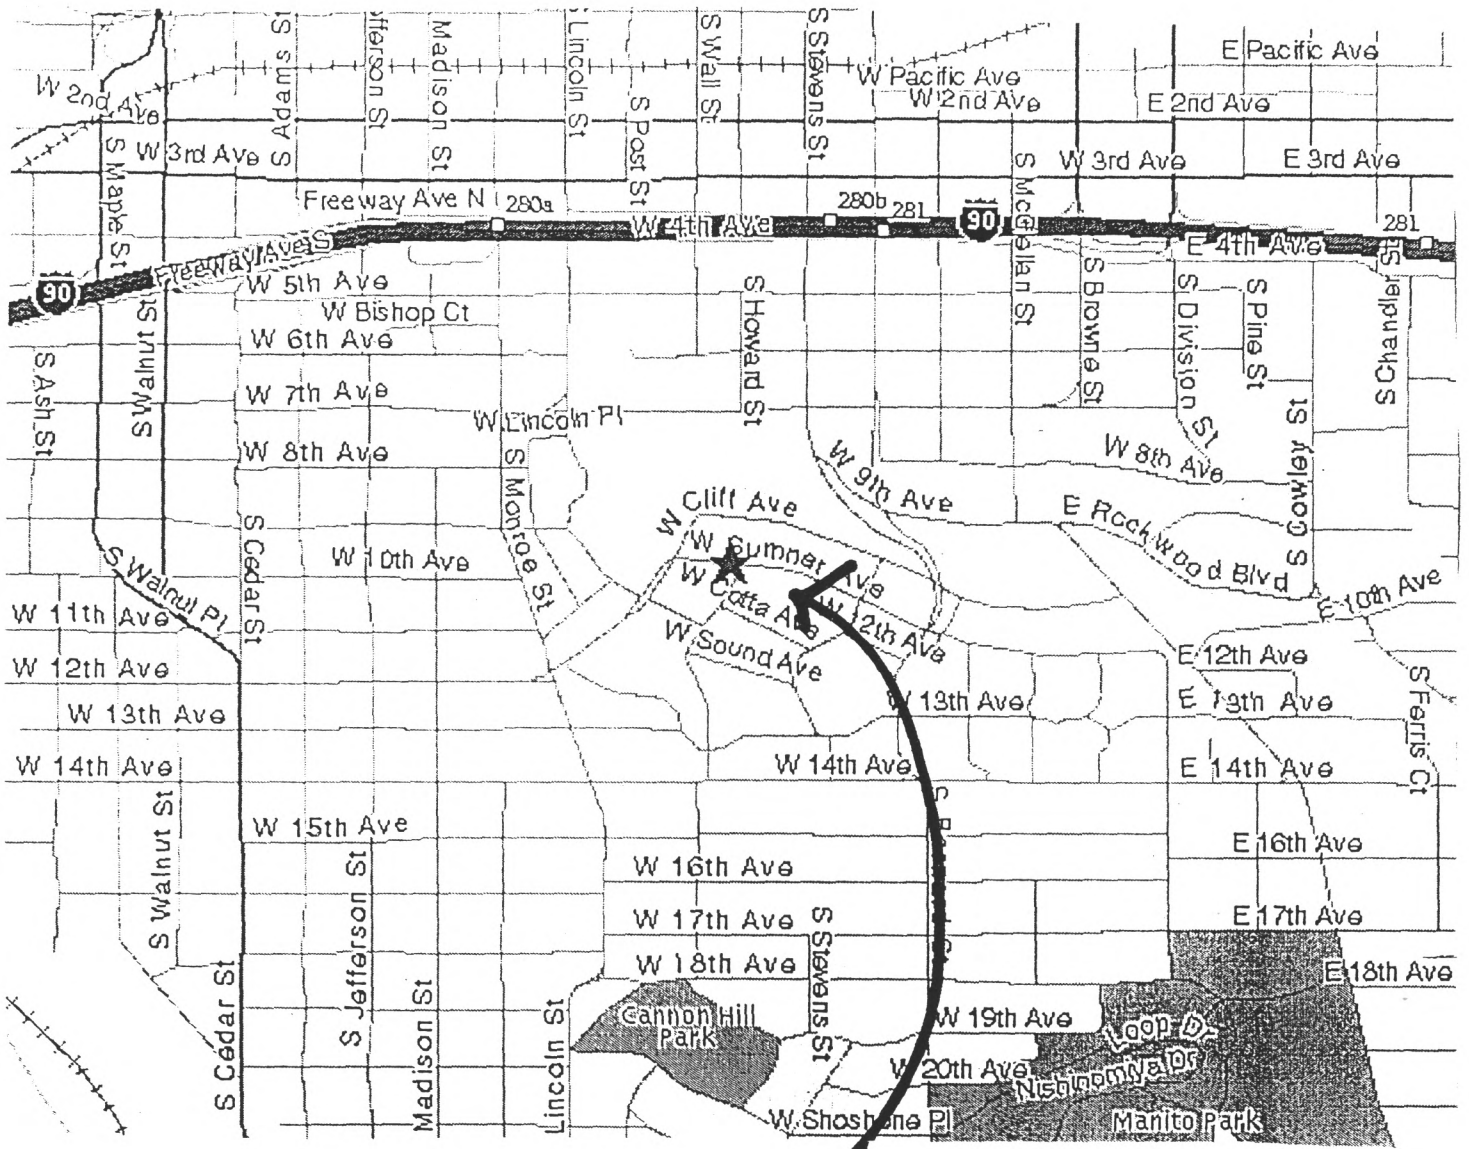 S Adams St
Jefferson St
Madison St
S Lincoln St
S Post St
S Wall St
S Stevens St
W Pacific Ave
E Pacific Ave
W 2nd Ave
W 2nd Ave
E 2nd Ave
W 3rd Ave
W 3rd Ave
E 3rd Ave
S Maple St
Freeway Ave N
280a
280b
281
90
281
W 4th Ave
E 4th Ave
S McClellan St
Freeway Ave S
90
W 5th Ave
W Bishop Ct
W 6th Ave
W 7th Ave
W 8th Ave
S Ash St
S Walnut St
S Howard St
S Browne St
S Division St
S Pine St
S Chandler St
W Lincoln Pl
S Monroe St
W 8th Ave
S Cowley St
W 9th Ave
W Cliff Ave
E Rockwood Blvd
W Sumner Ave
S Cedar St
W 10th Ave
W Cotta Ave
W 12th Ave
E 10th Ave
S Walnut Pl
W 11th Ave
W Sound Ave
W 12th Ave
E 12th Ave
W 13th Ave
W 13th Ave
E 13th Ave
S Ferris Ct
W 14th Ave
W 14th Ave
E 14th Ave
S Walnut St
W 15th Ave
W 16th Ave
E 16th Ave
S Jefferson St
W 17th Ave
S Stevens St
E 17th Ave
W 18th Ave
E 18th Ave
S Cedar St
Madison St
Lincoln St
Cannon Hill
Park
W 19th Ave
Loop Dr
W 20th Ave
Nishinomiya Dr
W Shoshone Pl
Manito Park